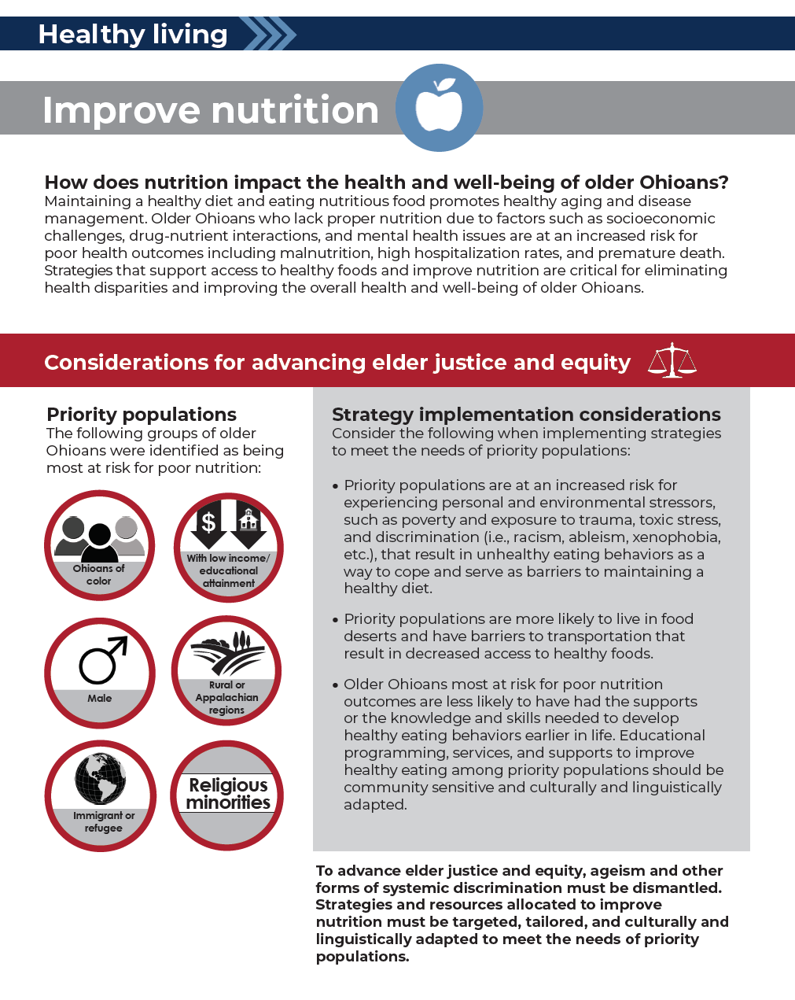 Healthy living
Improve nutrition
How does nutrition impact the health and well-being of older Ohioans?
Maintaining a healthy diet and eating nutritious food promotes healthy aging and disease
management. Older Ohioans who lack proper nutrition due to factors such as socioeconomic
challenges, drug-nutrient interactions, and mental health issues are at an increased risk for
poor health outcomes including malnutrition, high hospitalization rates, and premature death.
Strategies that support access to healthy foods and improve nutrition are critical for eliminating
health disparities and improving the overall health and well-being of older Ohioans.
Considerations for advancing elder justice and equity
Priority populations
The following groups of older
Ohioans were identified as being
most at risk for poor nutrition:
Ohioans of
color
$
With low income/
educational
attainment
Male
Rural or
Appalachian
regions
Immigrant or
refugee
Religious
minorities
Strategy implementation considerations
Consider the following when implementing strategies
to meet the needs of priority populations:
• Priority populations are at an increased risk for
experiencing personal and environmental stressors,
such as poverty and exposure to trauma, toxic stress,
and discrimination (i.e., racism, ableism, xenophobia,
etc.), that result in unhealthy eating behaviors as a
way to cope and serve as barriers to maintaining a
healthy diet.
• Priority populations are more likely to live in food
deserts and have barriers to transportation that
result in decreased access to healthy foods.
• Older Ohioans most at risk for poor nutrition
outcomes are less likely to have had the supports
or the knowledge and skills needed to develop
healthy eating behaviors earlier in life. Educational
programming, services, and supports to improve
healthy eating among priority populations should be
community sensitive and culturally and linguistically
adapted.
To advance elder justice and equity, ageism and other
forms of systemic discrimination must be dismantled.
Strategies and resources allocated to improve
nutrition must be targeted, tailored, and culturally and
linguistically adapted to meet the needs of priority
populations.